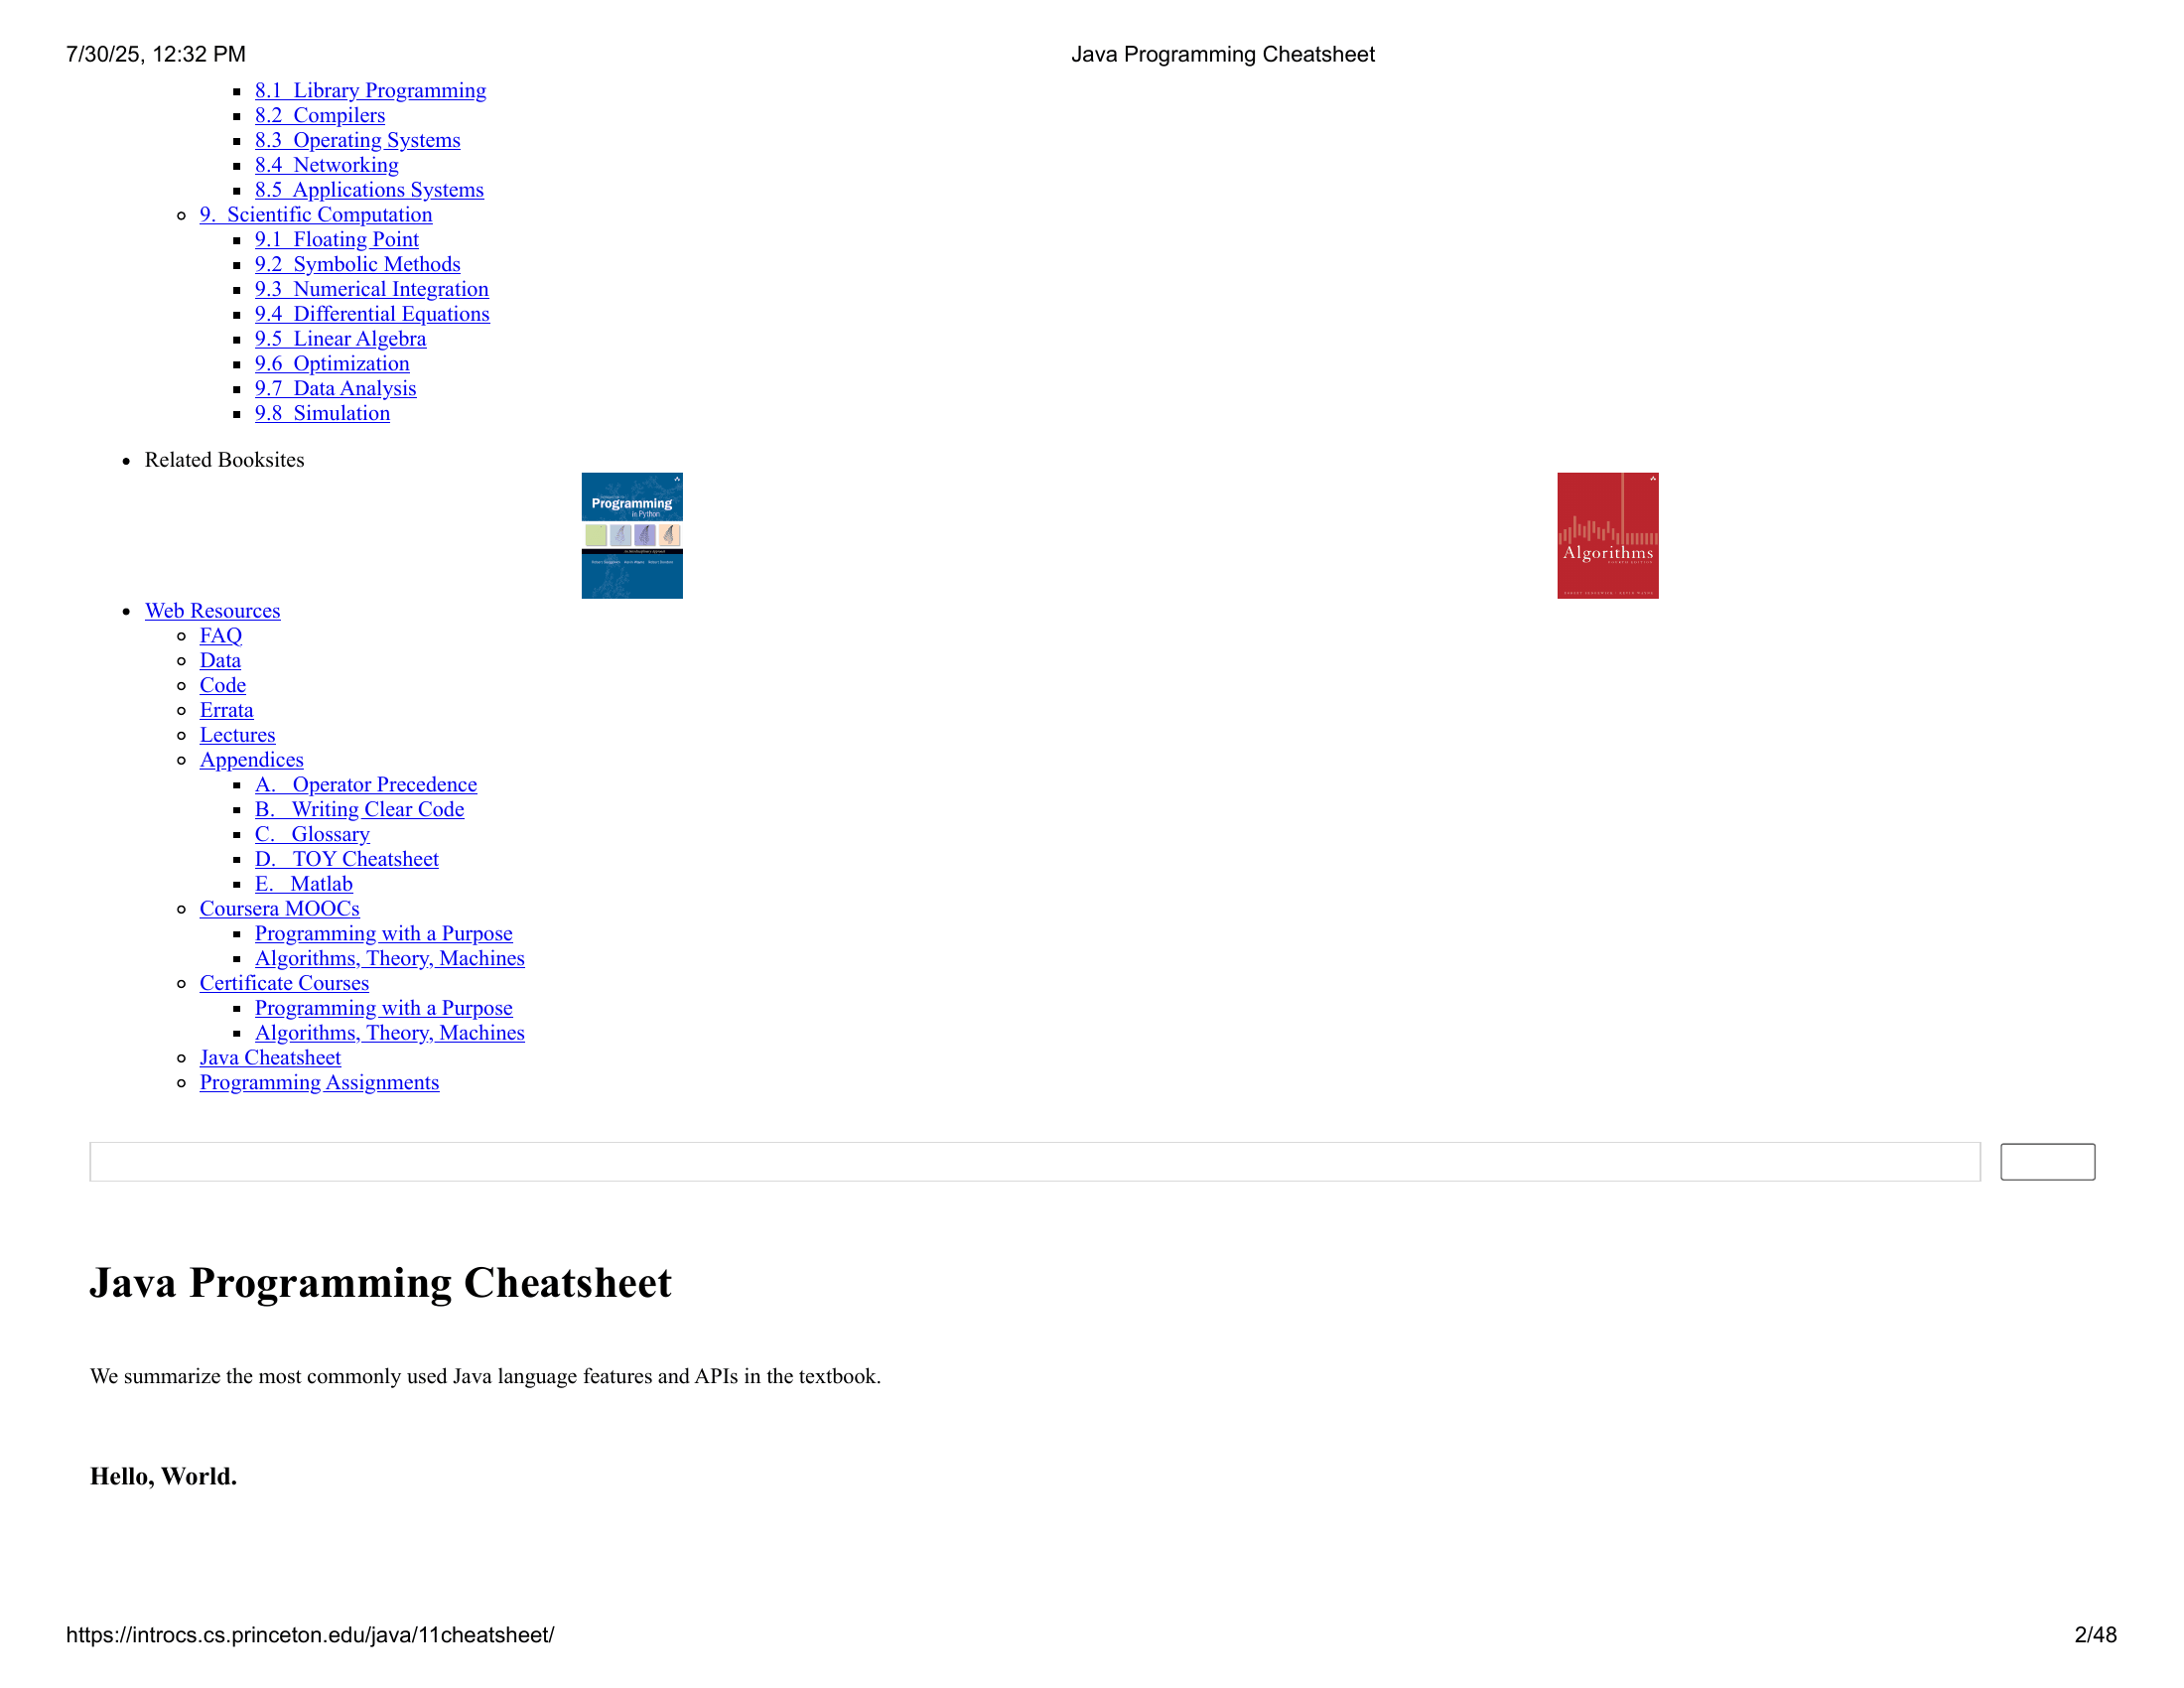 7/30/25, 12:32 PM
Java Programming Cheatsheet
8.1 Library Programming
8.2 Compilers
8.3 Operating Systems
8.4 Networking
8.5 Applications Systems
9. Scientific Computation
9.1 Floating Point
9.2 Symbolic Methods
9.3 Numerical Integration
9.4 Differential Equations
9.5 Linear Algebra
9.6 Optimization
9.7 Data Analysis
9.8 Simulation
Related Booksites
Programming
in Python
Algorithms
FOURTH EDITION
Web Resources
FAQ
Data
Code
Errata
Lectures
Appendices
A. Operator Precedence
B. Writing Clear Code
C. Glossary
D. TOY Cheatsheet
E. Matlab
Coursera MOOCs
Programming with a Purpose
Algorithms, Theory, Machines
Certificate Courses
Programming with a Purpose
Algorithms, Theory, Machines
Java Cheatsheet
Programming Assignments
Java Programming Cheatsheet
We summarize the most commonly used Java language features and APIs in the textbook.
Hello, World.
https://introcs.cs.princeton.edu/java/11cheatsheet/
2/48